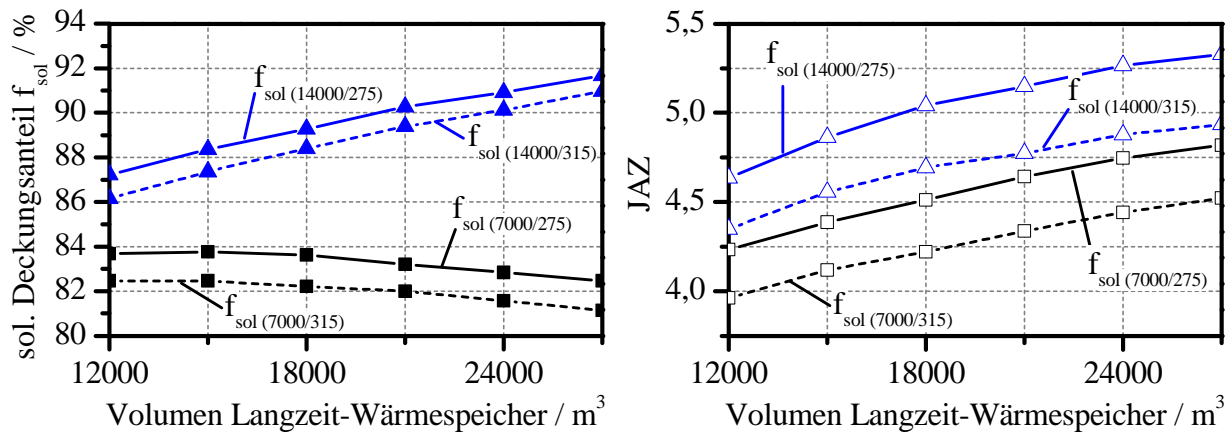 sol. Deckungsanteil f_sol / %
94
92
90
88
86
84
82
80
f_sol (14000/275)
f_sol (14000/315)
f_sol (7000/275)
f_sol (7000/315)
12000
18000
24000
Volumen Langzeit-Wärmespeicher / m³
JAZ
5,5
5,0
4,5
4,0
f_sol (14000/275)
f_sol (14000/315)
f_sol (7000/275)
f_sol (7000/315)
12000
18000
24000
Volumen Langzeit-Wärmespeicher / m³